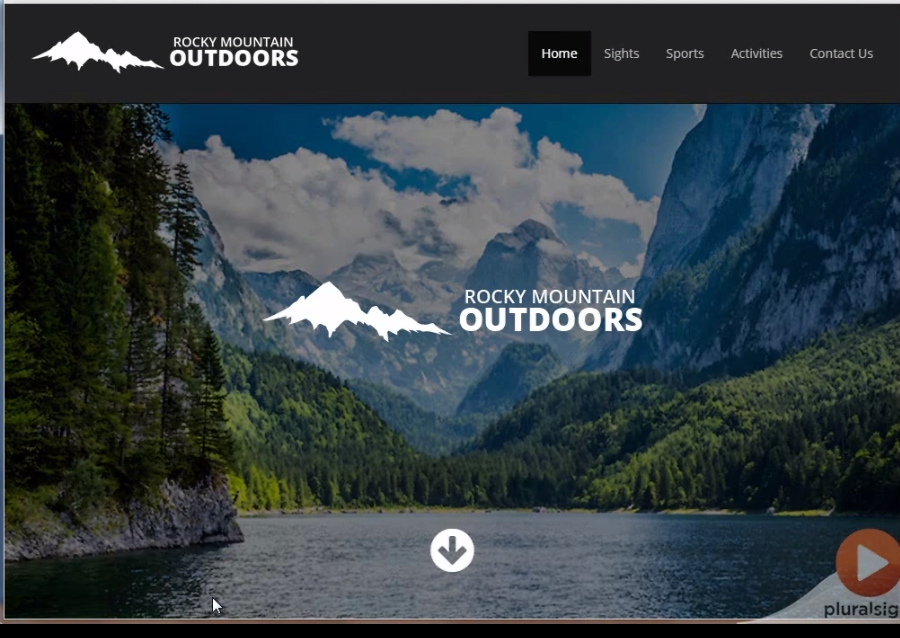 ROCKY MOUNTAIN
OUTDOORS
Home Sights Sports Activities Contact Us
ROCKY MOUNTAIN
OUTDOORS
pluralsig